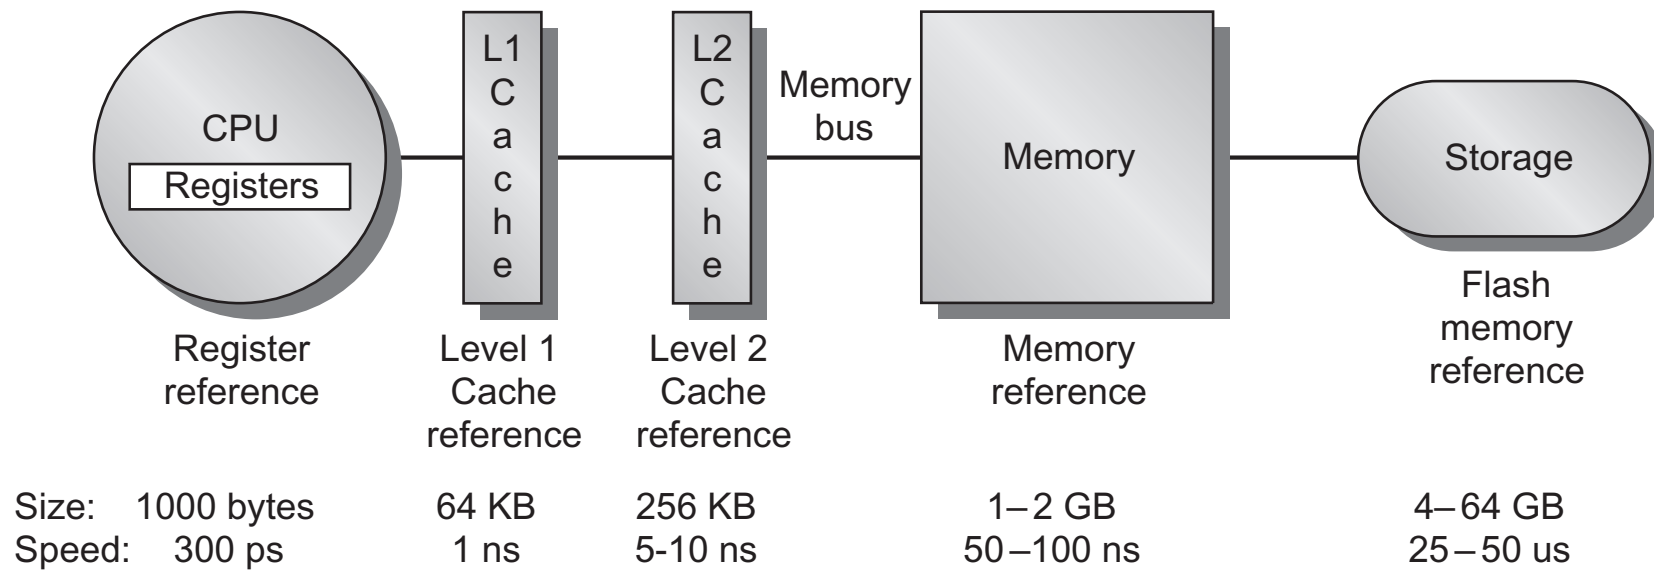 CPU
Registers
L1
C
a
c
h
e
L2
C
a
c
h
e
Memory
bus
Memory
Storage
Register
reference
Level 1
Cache
reference
Level 2
Cache
reference
Memory
reference
Flash
memory
reference
Size: 1000 bytes 64 KB 256 KB 1–2 GB 4–64 GB
Speed: 300 ps 1 ns 5-10 ns 50–100 ns 25–50 us